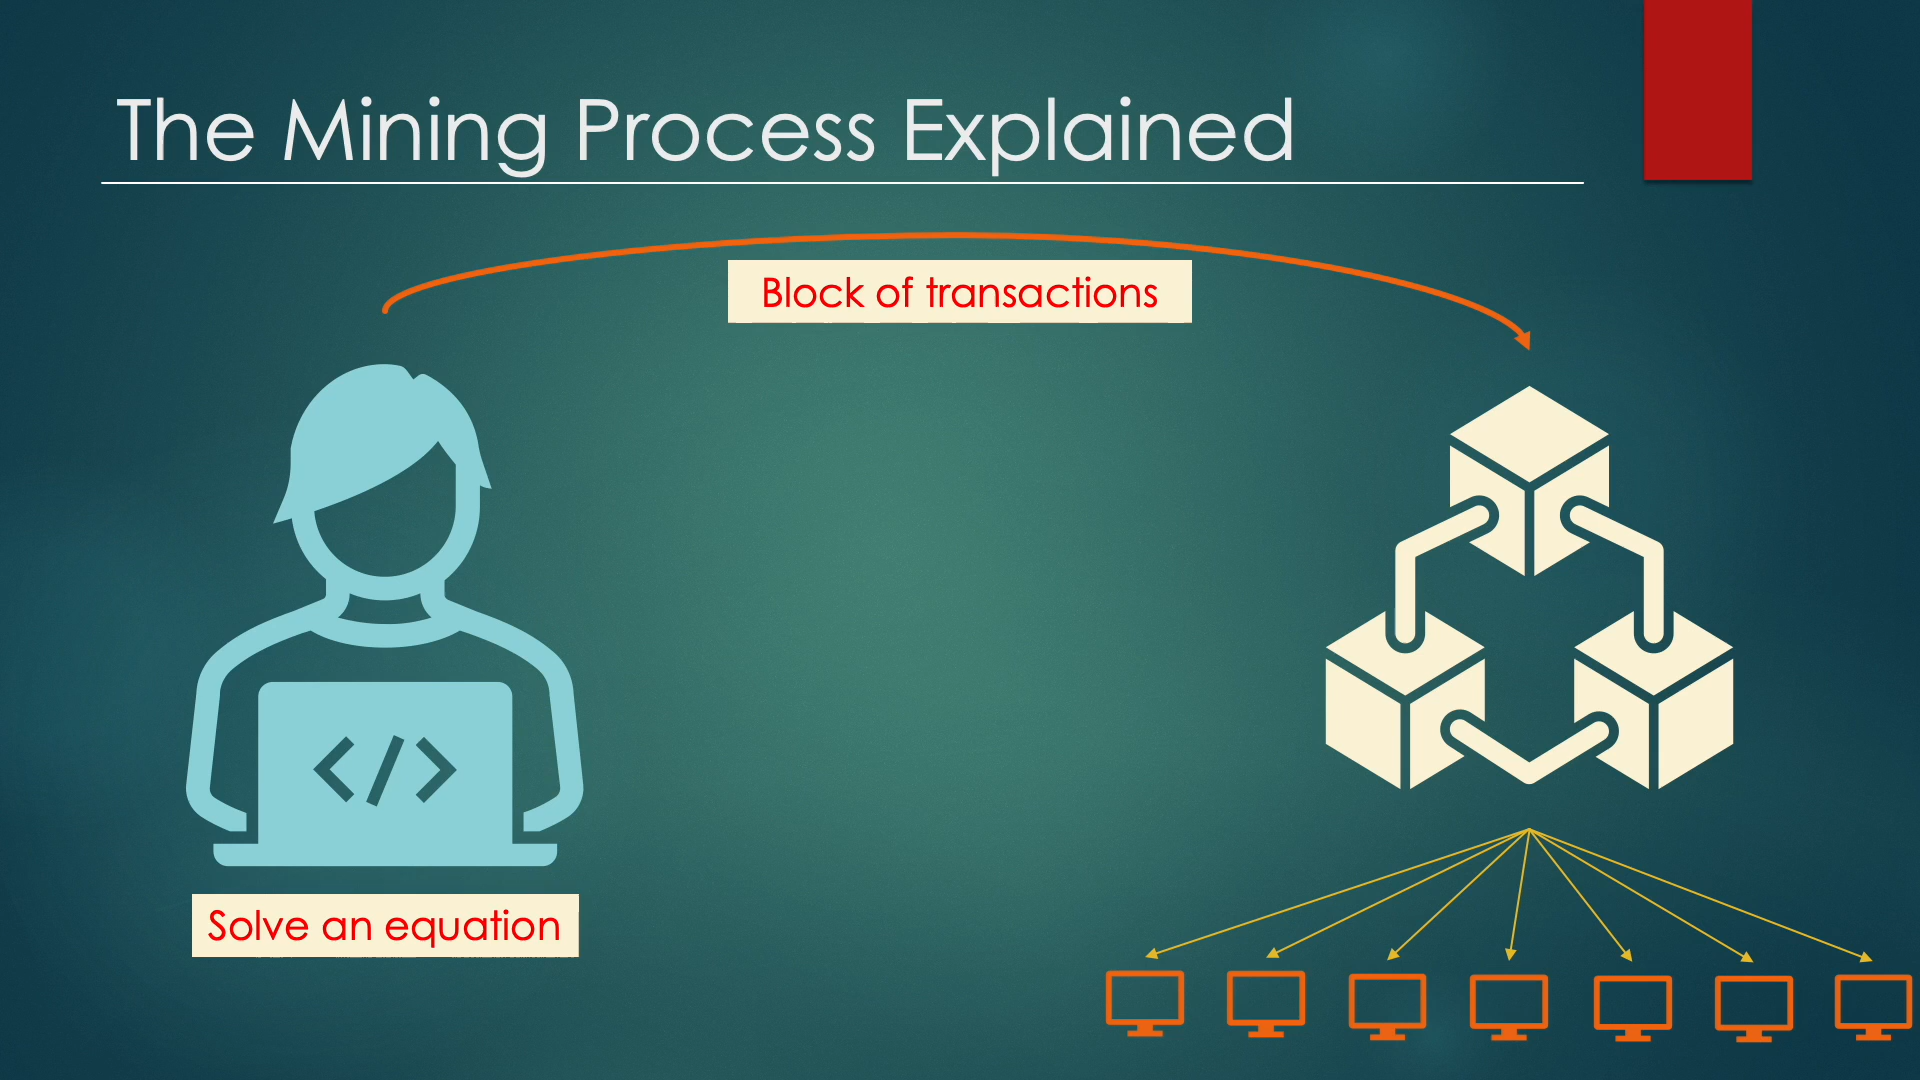 The Mining Process Explained
Block of transactions
</>
Solve an equation